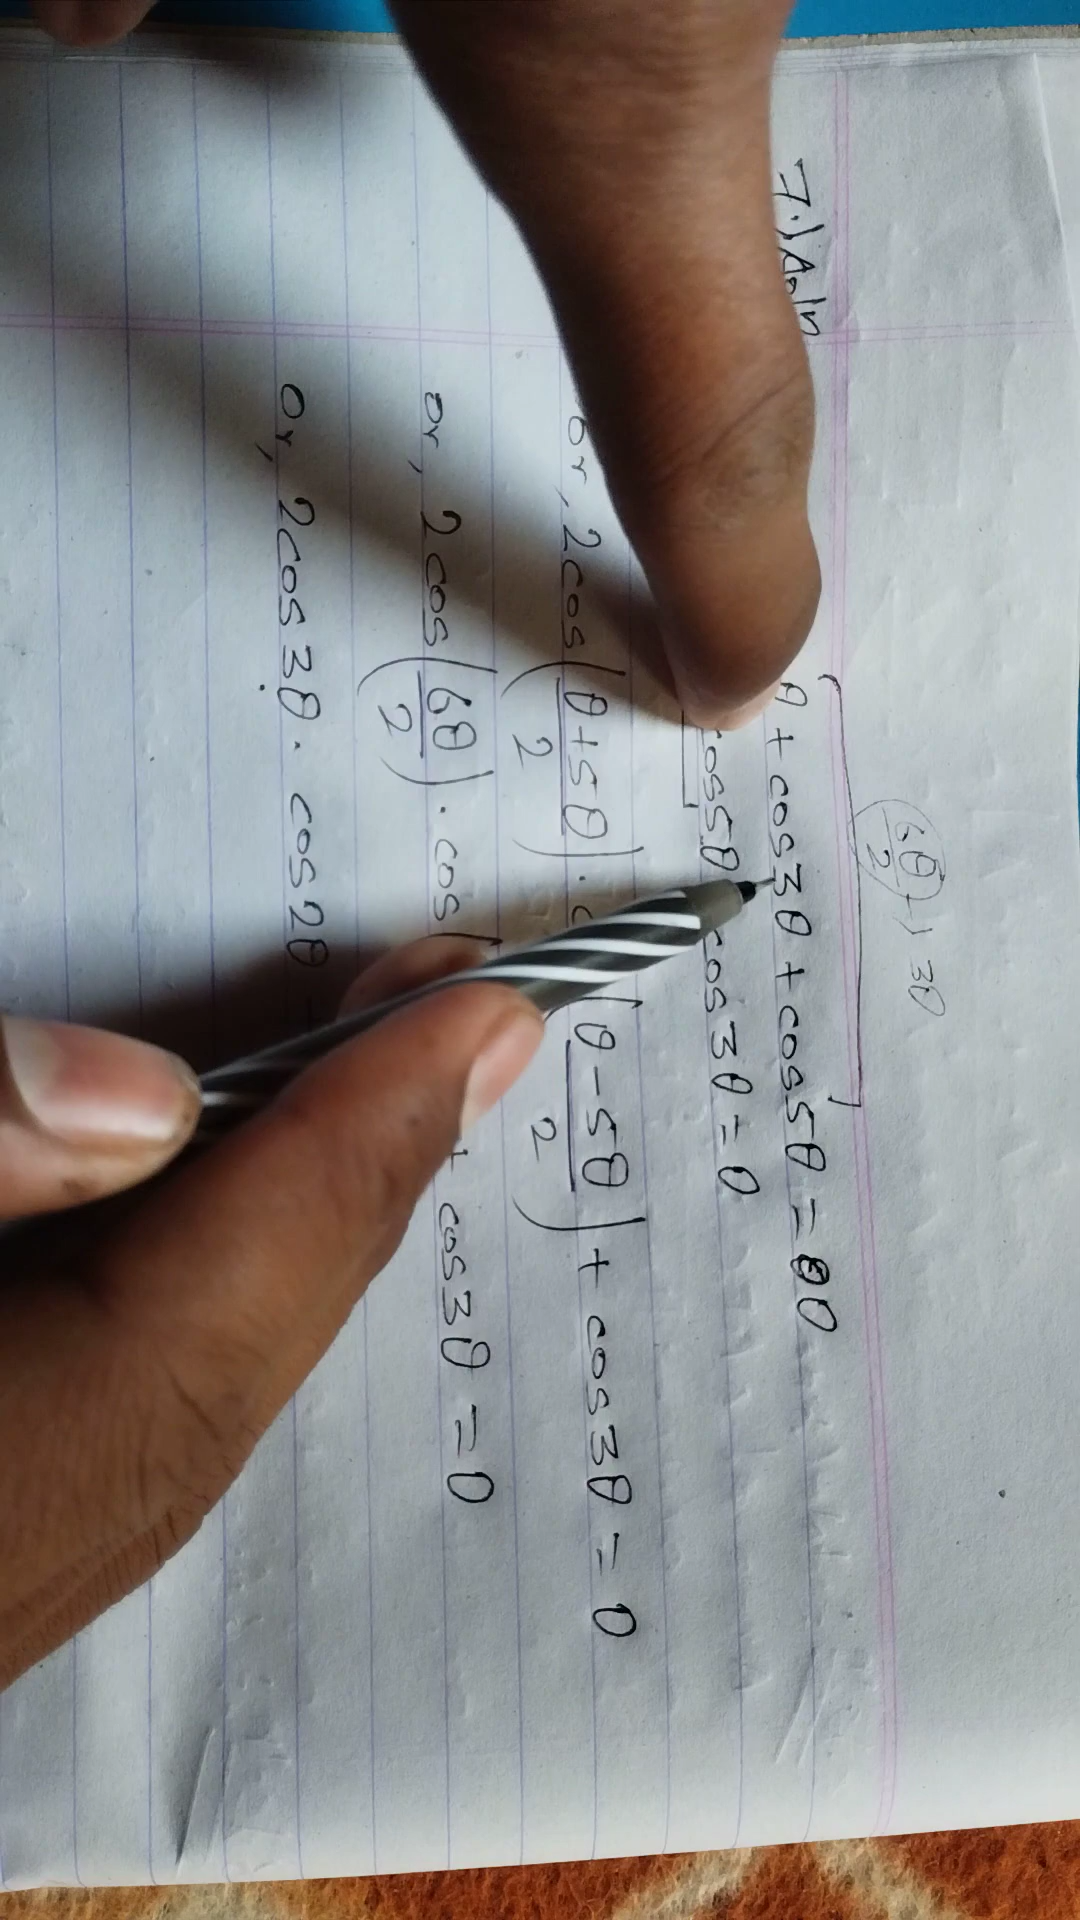 (6θ/2) → 3θ
7.) Soln
θ + cos3θ + cos5θ = 0
cos5θ cos3θ = 0
or, 2cos(θ+5θ/2) . (θ-5θ/2) + cos3θ = 0
or, 2cos(6θ/2) . cos( + cos3θ = 0
or, 2cos3θ . cos2θ